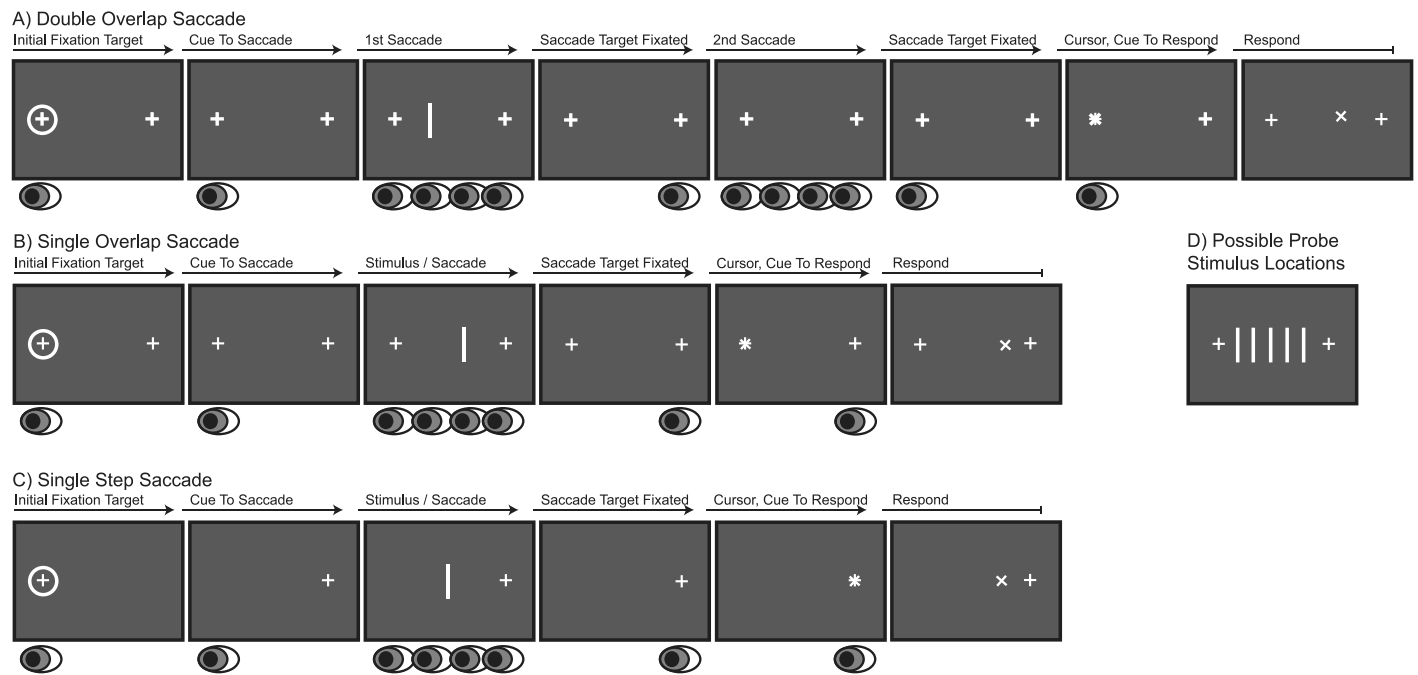 A) Double Overlap Saccade
Initial Fixation Target Cue To Saccade 1st Saccade Saccade Target Fixated 2nd Saccade Saccade Target Fixated Cursor, Cue To Respond Respond
B) Single Overlap Saccade
Initial Fixation Target Cue To Saccade Stimulus / Saccade Saccade Target Fixated Cursor, Cue To Respond Respond
D) Possible Probe
Stimulus Locations
C) Single Step Saccade
Initial Fixation Target Cue To Saccade Stimulus / Saccade Saccade Target Fixated Cursor, Cue To Respond Respond